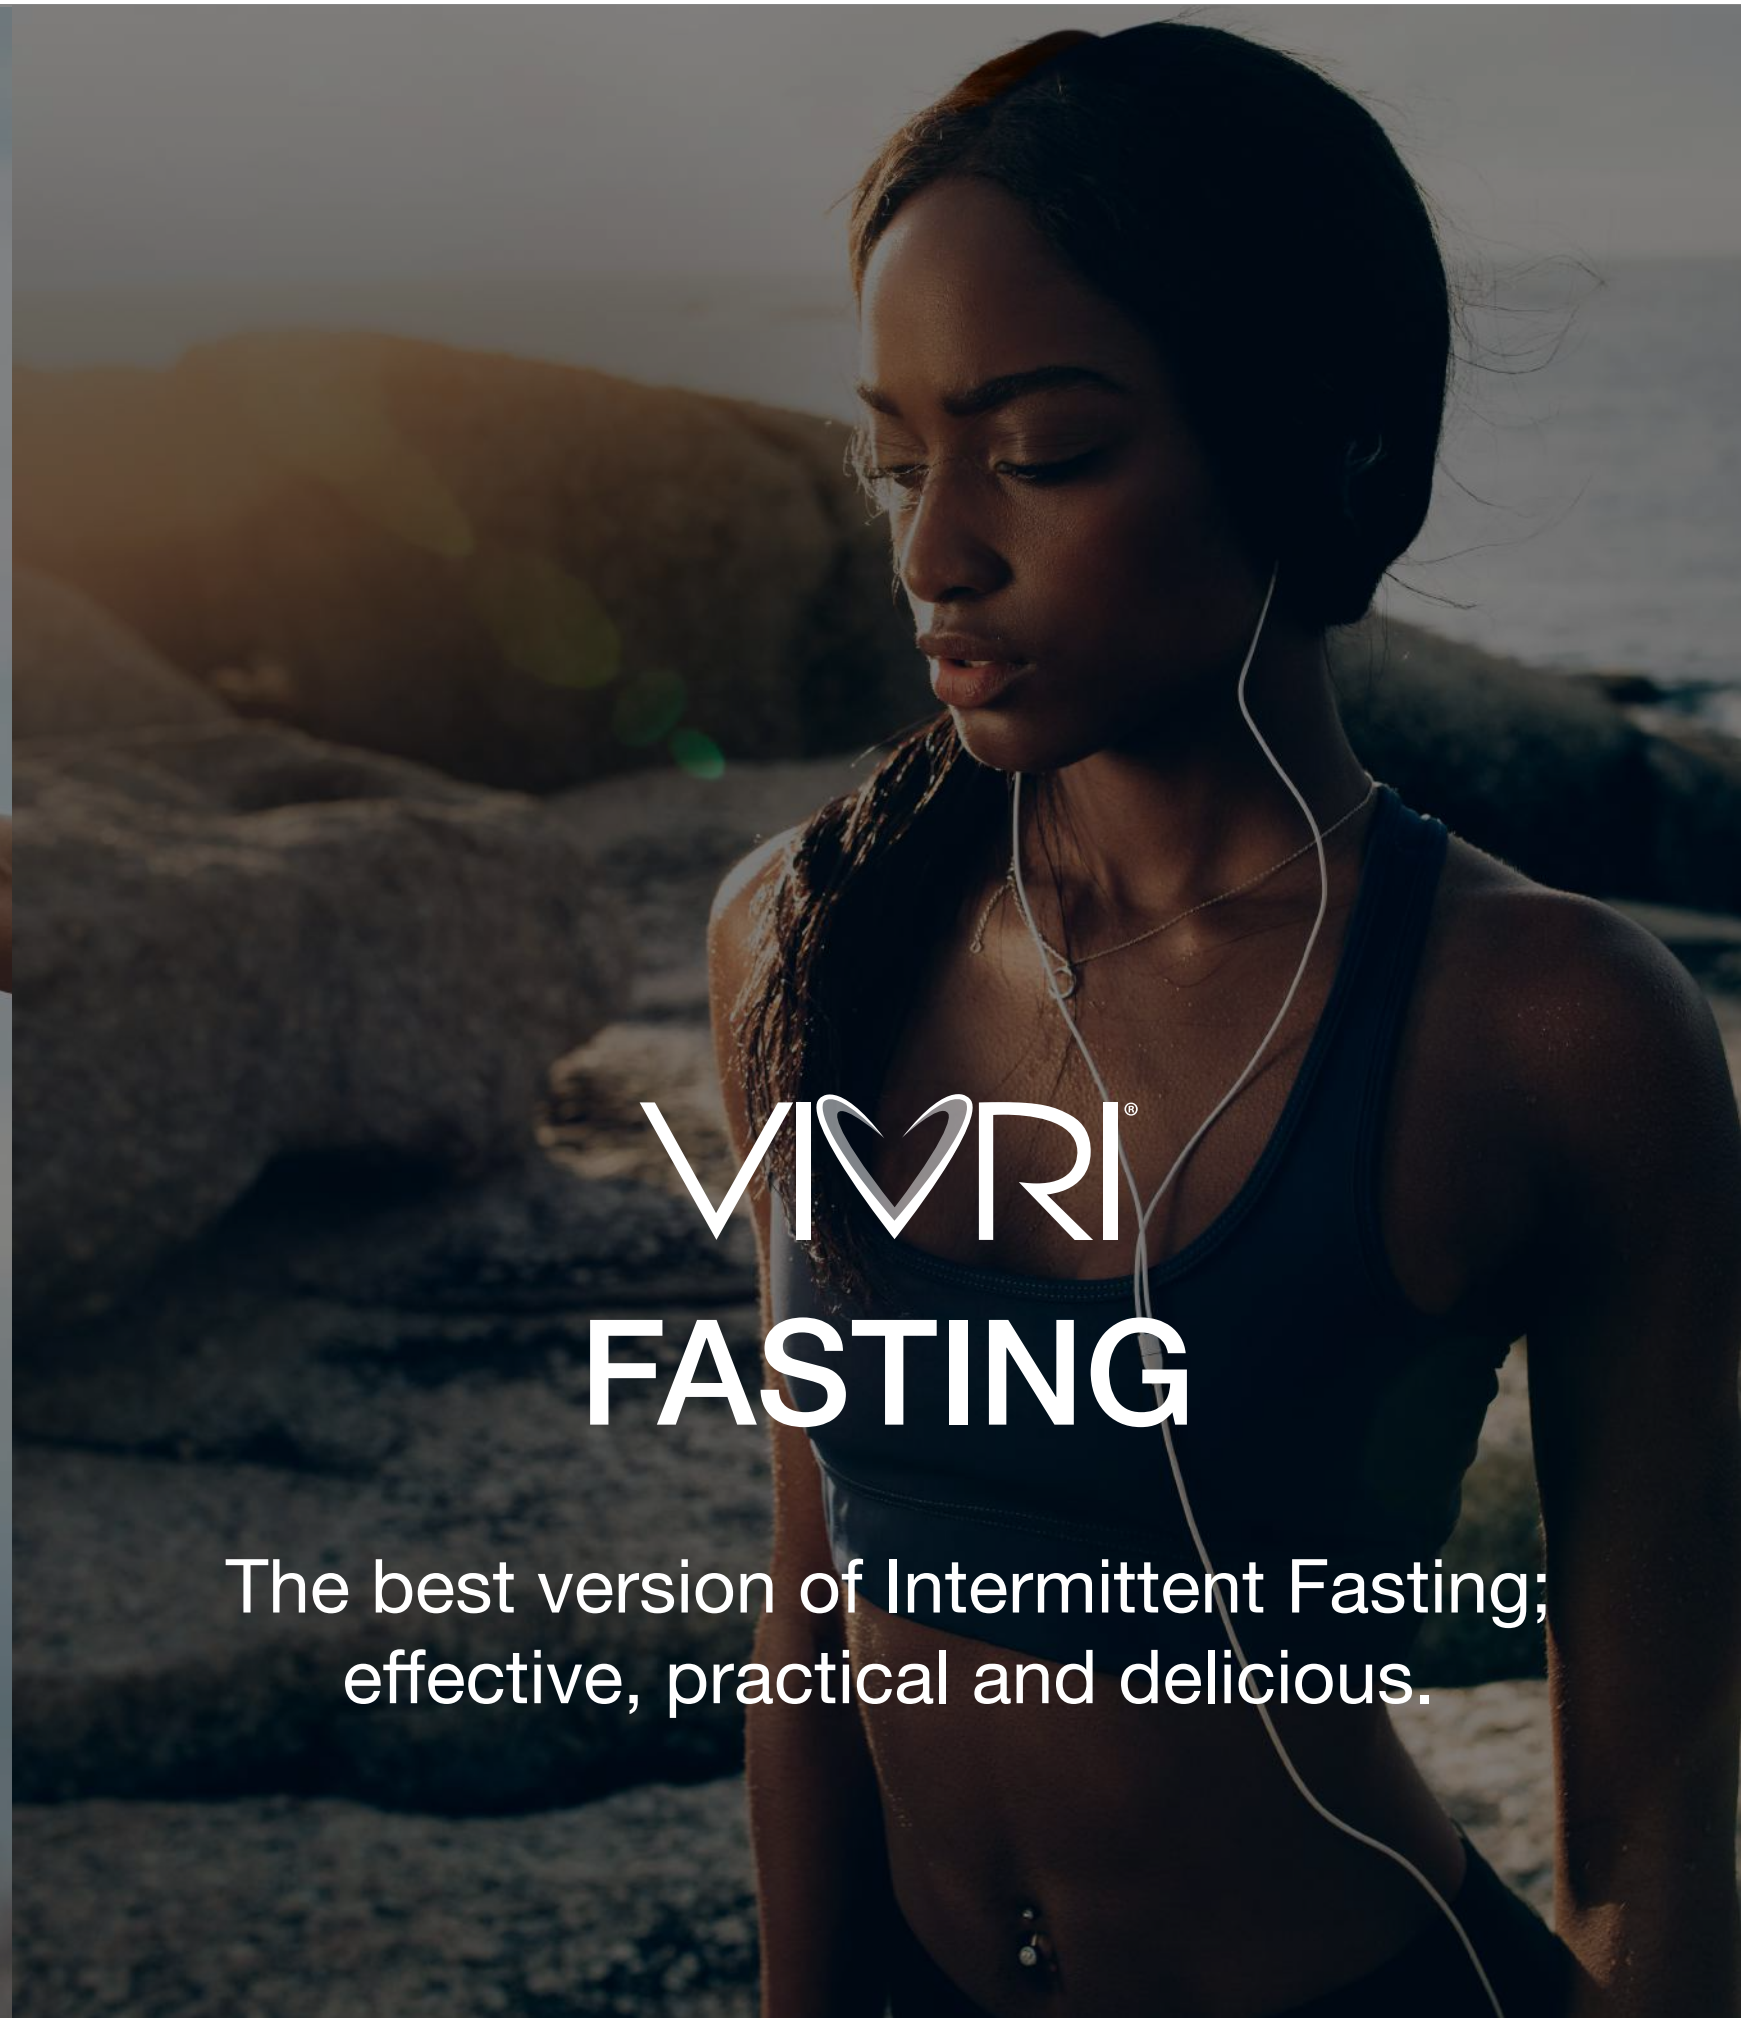 VIVRI®
FASTING
The best version of Intermittent Fasting;
effective, practical and delicious.